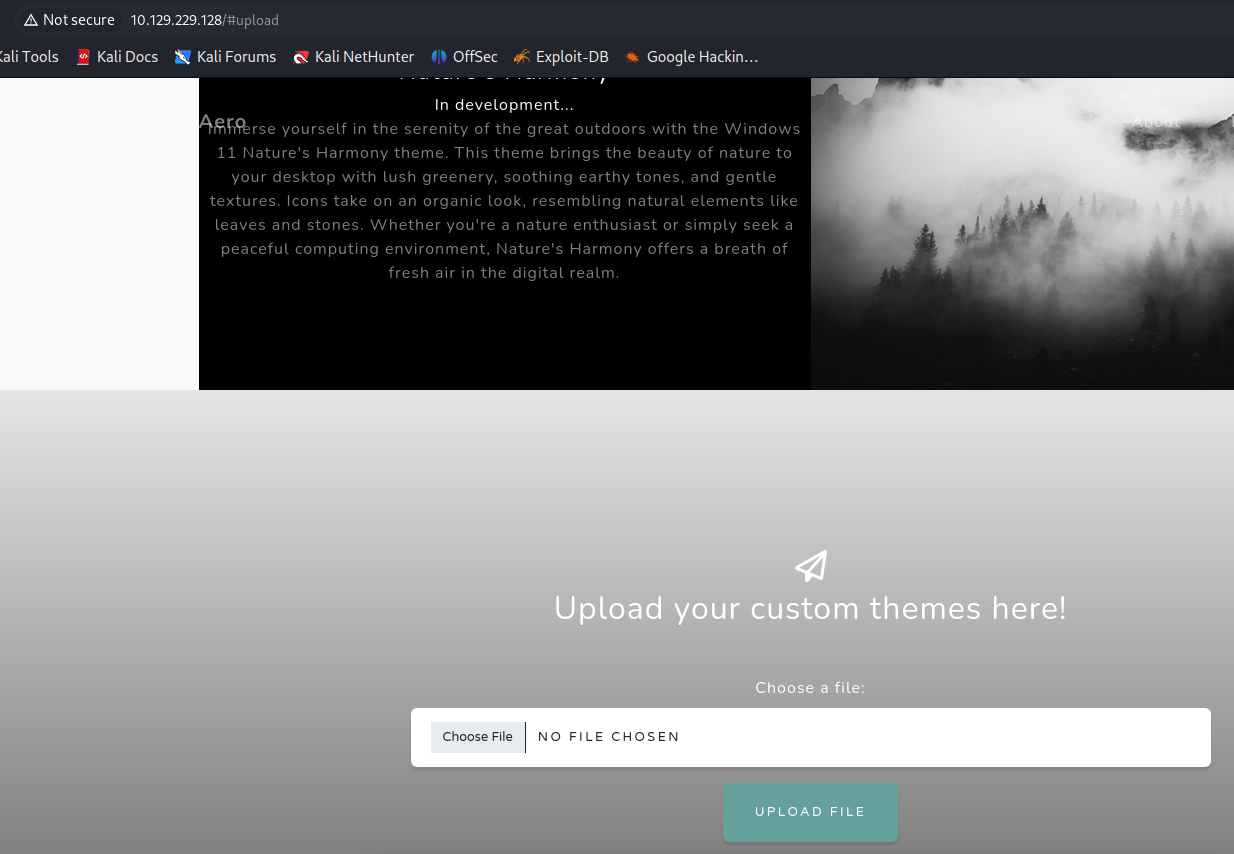 Not secure 10.129.229.128/#upload
Kali Tools Kali Docs Kali Forums Kali NetHunter OffSec Exploit-DB Google Hackin…
Nature's Harmony
In development...
Aero
About
Immerse yourself in the serenity of the great outdoors with the Windows
11 Nature's Harmony theme. This theme brings the beauty of nature to
your desktop with lush greenery, soothing earthy tones, and gentle
textures. Icons take on an organic look, resembling natural elements like
leaves and stones. Whether you're a nature enthusiast or simply seek a
peaceful computing environment, Nature's Harmony offers a breath of
fresh air in the digital realm.
Upload your custom themes here!
Choose a file:
Choose File NO FILE CHOSEN
UPLOAD FILE